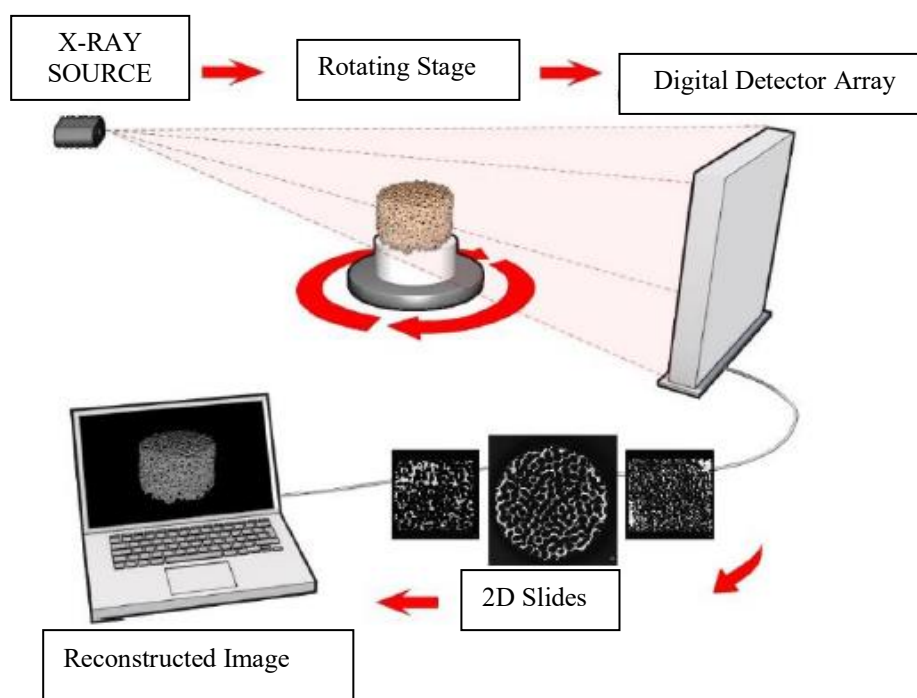 X-RAY
SOURCE
Rotating Stage
Digital Detector Array
2D Slides
Reconstructed Image